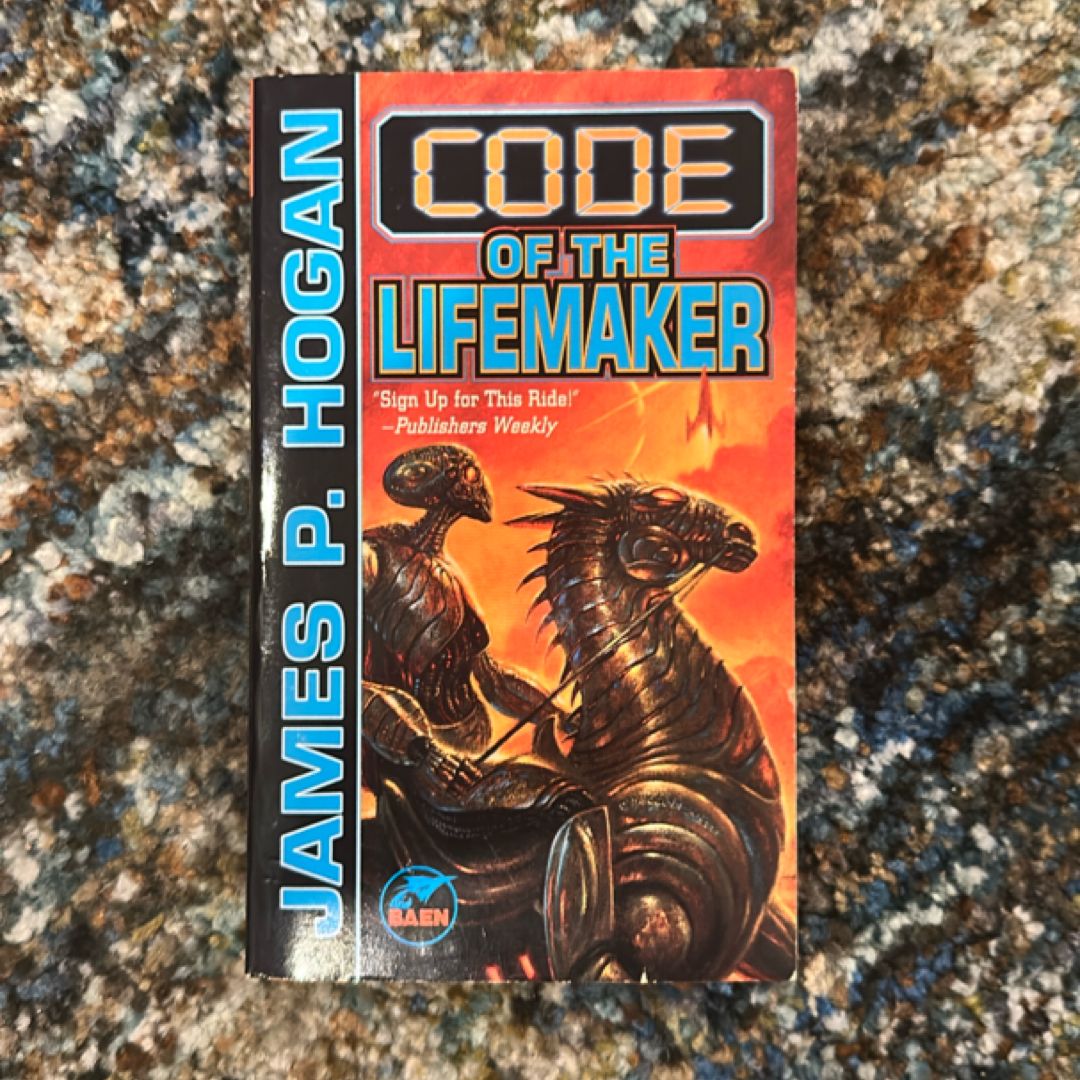 JAMES P. HOGAN
CODE
OF THE
LIFEMAKER
"Sign Up for This Ride!"
—Publishers Weekly
BAEN